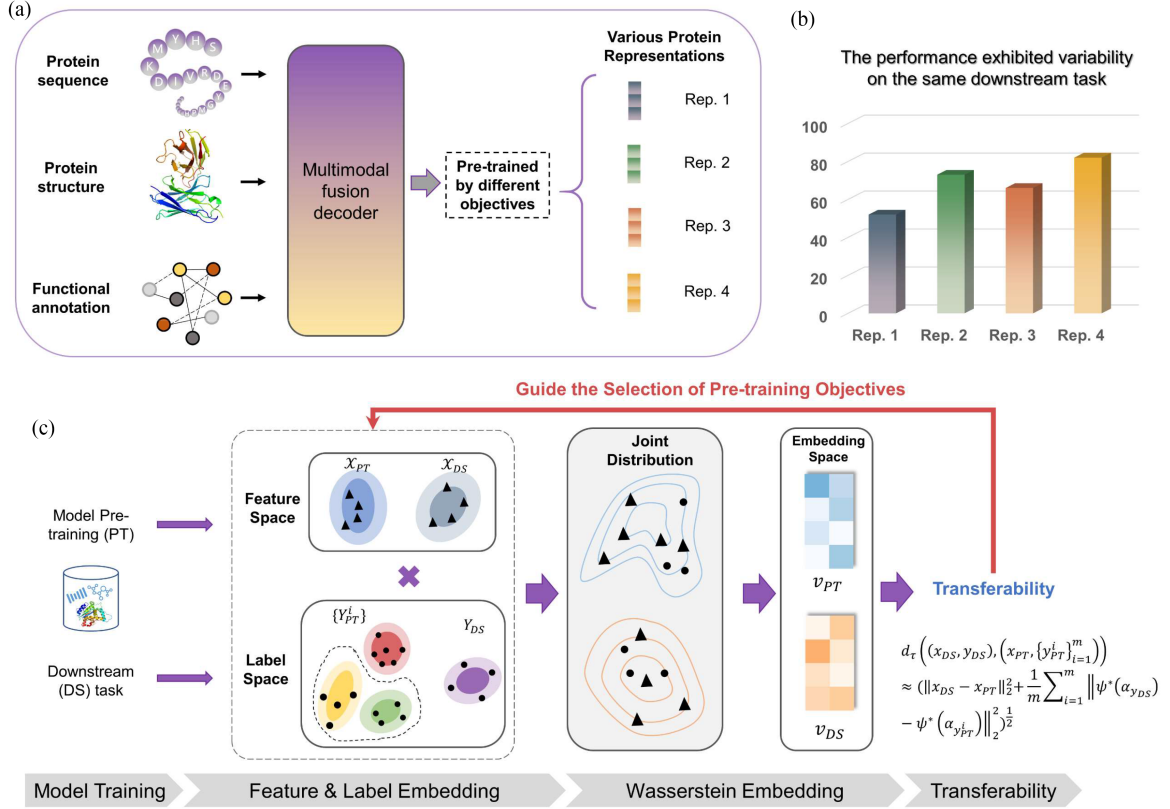 (a)
Protein
sequence
K M Y H S
D I V R D E
Protein
structure
Functional
annotation
Multimodal
fusion
decoder
Pre-trained
by different
objectives
Various Protein
Representations
Rep. 1
Rep. 2
Rep. 3
Rep. 4
(b)
The performance exhibited variability
on the same downstream task
100
80
60
40
20
0
Rep. 1 Rep. 2 Rep. 3 Rep. 4
Guide the Selection of Pre-training Objectives
(c)
Model Pre-
training (PT)
Downstream
(DS) task
Feature
Space
𝒳_PT 𝒳_DS
Label
Space
{Y^i_PT} Y_DS
Joint
Distribution
Embedding
Space
v_PT
v_DS
Transferability
d_τ((x_DS, y_DS), (x_PT, {y^i_PT}^m_{i=1}))
≈ (‖x_DS − x_PT‖²₂ + 1/m ∑^m_{i=1} ‖ψ*(α_{y_DS})
− ψ*(α_{y^i_PT})‖²₂)^{1/2}
Model Training Feature & Label Embedding Wasserstein Embedding Transferability